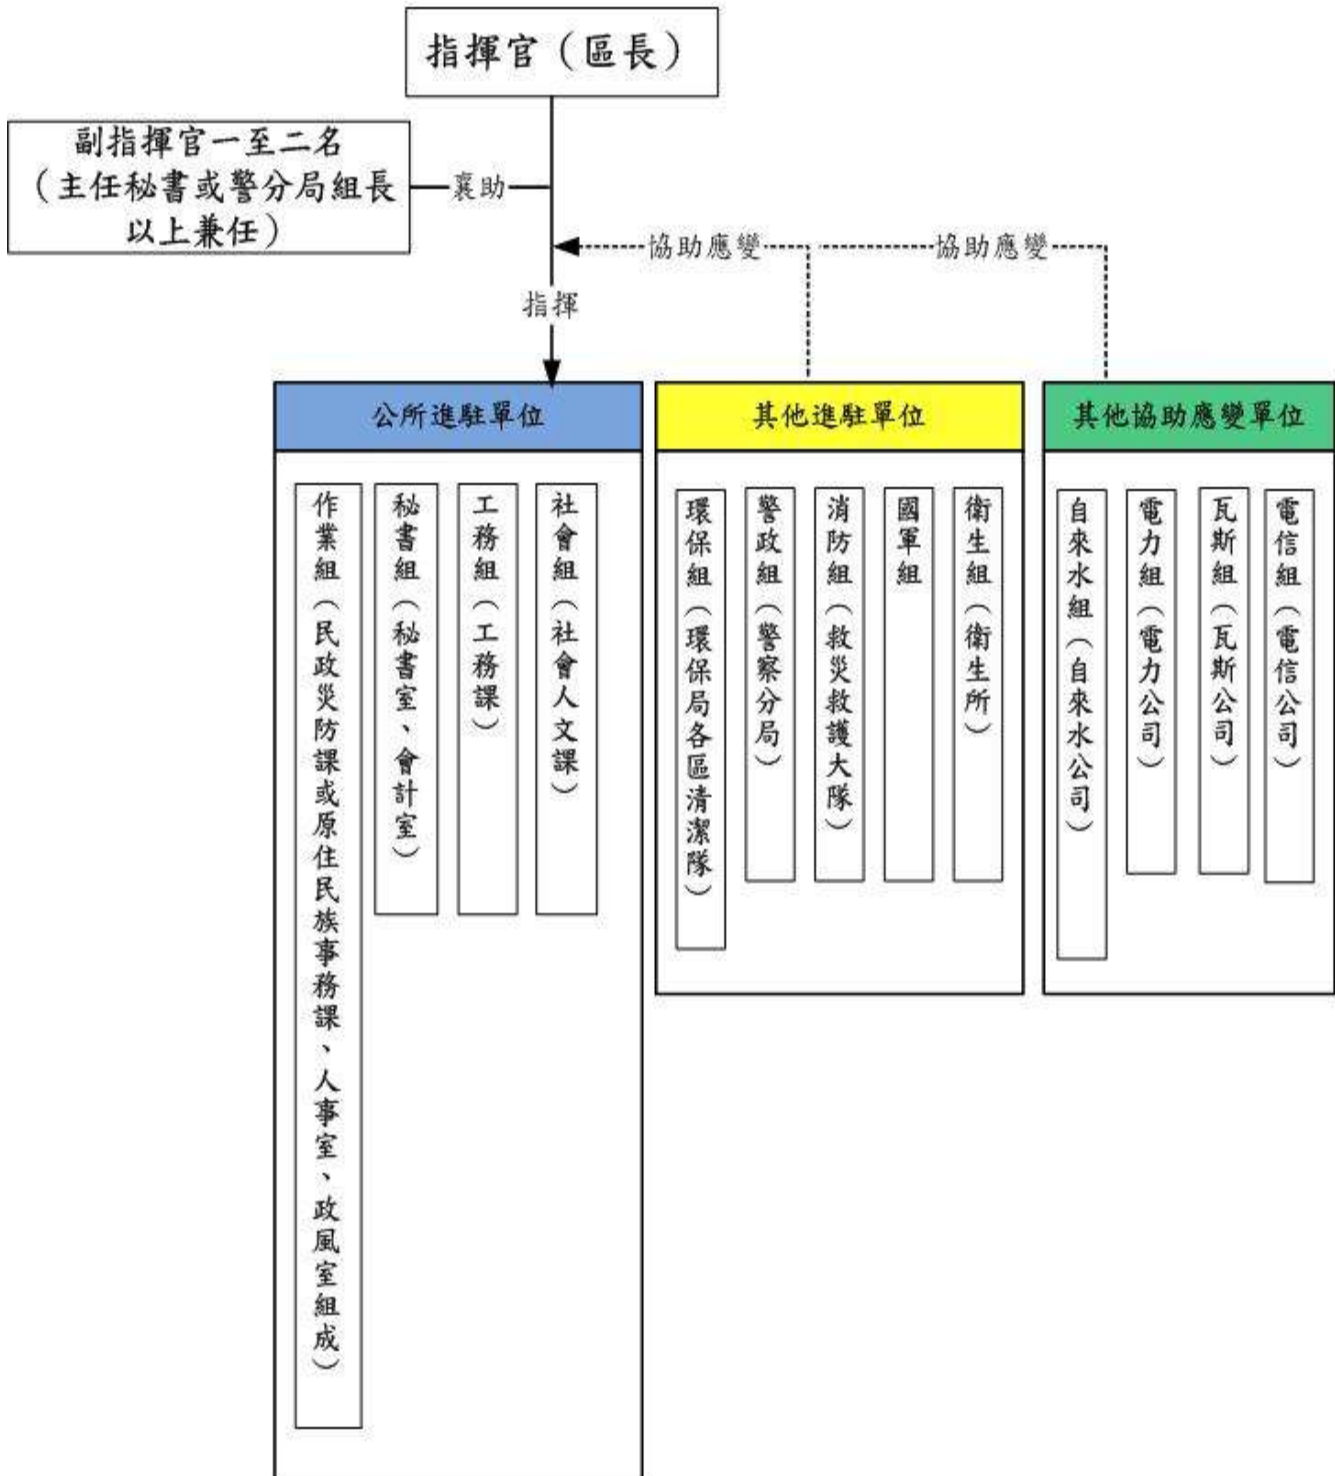 指揮官（區長）
副指揮官一至二名
（主任秘書或警分局組長
以上兼任）
襄助
協助應變
協助應變
指揮
公所進駐單位
作業組（民政災防課或原住民族事務課、人事室、政風室組成）
秘書組（秘書室、會計室）
工務組（工務課）
社會組（社會人文課）
其他進駐單位
環保組（環保局各區清潔隊）
警政組（警察分局）
消防組（救災救護大隊）
國軍組
衛生組（衛生所）
其他協助應變單位
自來水組（自來水公司）
電力組（電力公司）
瓦斯組（瓦斯公司）
電信組（電信公司）